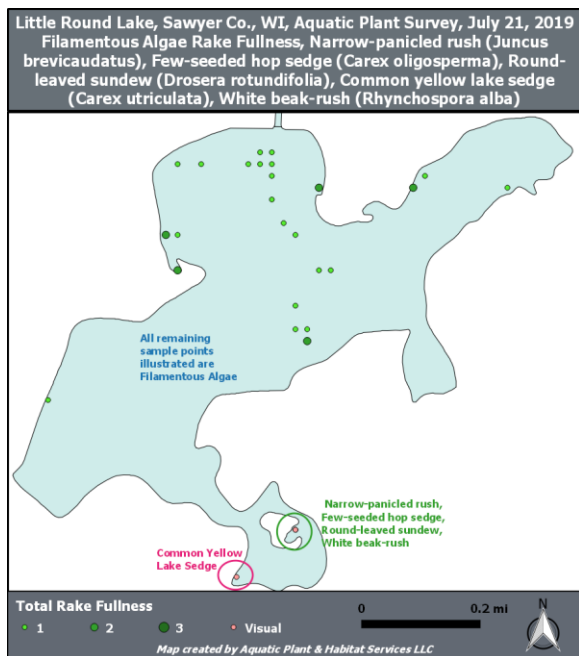 Little Round Lake, Sawyer Co., WI, Aquatic Plant Survey, July 21, 2019
Filamentous Algae Rake Fullness, Narrow-panicled rush (Juncus
brevicaudatus), Few-seeded hop sedge (Carex oligosperma), Round-
leaved sundew (Drosera rotundifolia), Common yellow lake sedge
(Carex utriculata), White beak-rush (Rhynchospora alba)
All remaining
sample points
illustrated are
Filamentous Algae
Narrow-panicled rush,
Few-seeded hop sedge,
Round-leaved sundew,
White beak-rush
Common Yellow
Lake Sedge
Total Rake Fullness
1 2 3 Visual
0 0.2 mi
N
Map created by Aquatic Plant & Habitat Services LLC